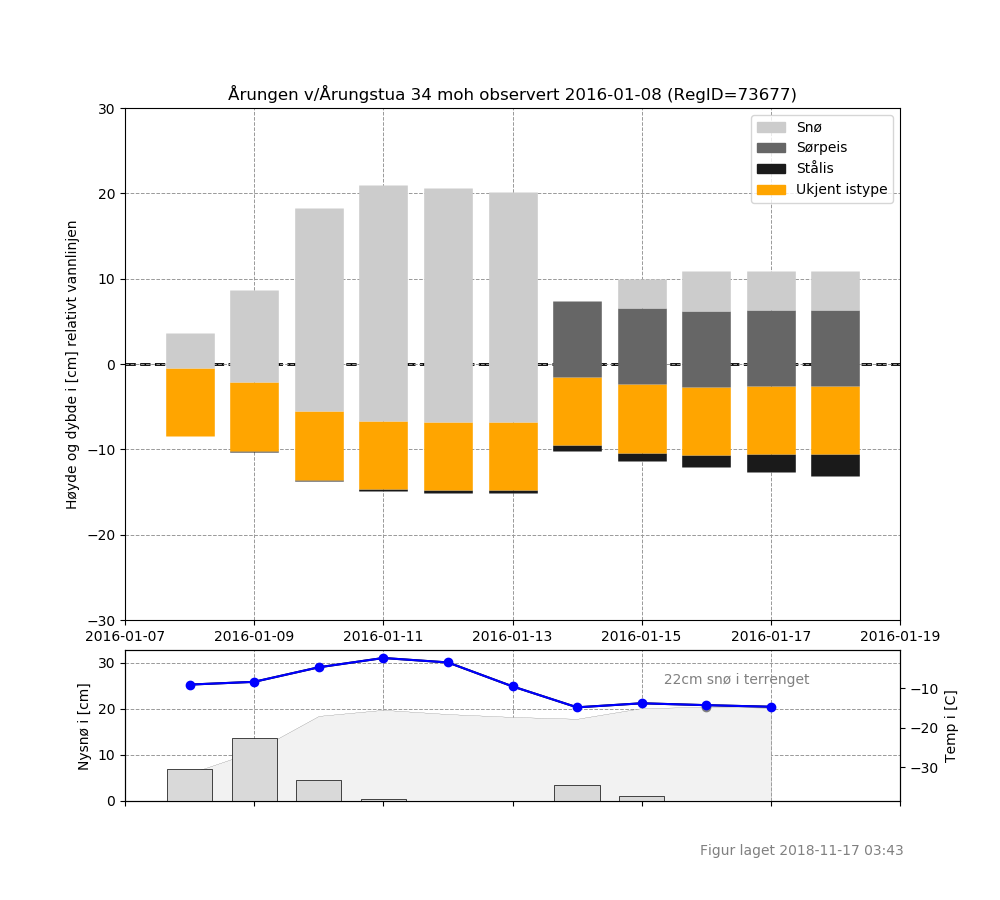 Årungen v/Årungstua 34 moh observert 2016-01-08 (RegID=73677)
Snø
Sørpeis
Stålis
Ukjent istype
Høyde og dybde i [cm] relativt vannlinjen
30
20
10
0
−10
−20
−30
2016-01-07
2016-01-09
2016-01-11
2016-01-13
2016-01-15
2016-01-17
2016-01-19
22cm snø i terrenget
Nysnø i [cm]
30
20
10
0
−10
−20
−30
Temp i [C]
Figur laget 2018-11-17 03:43